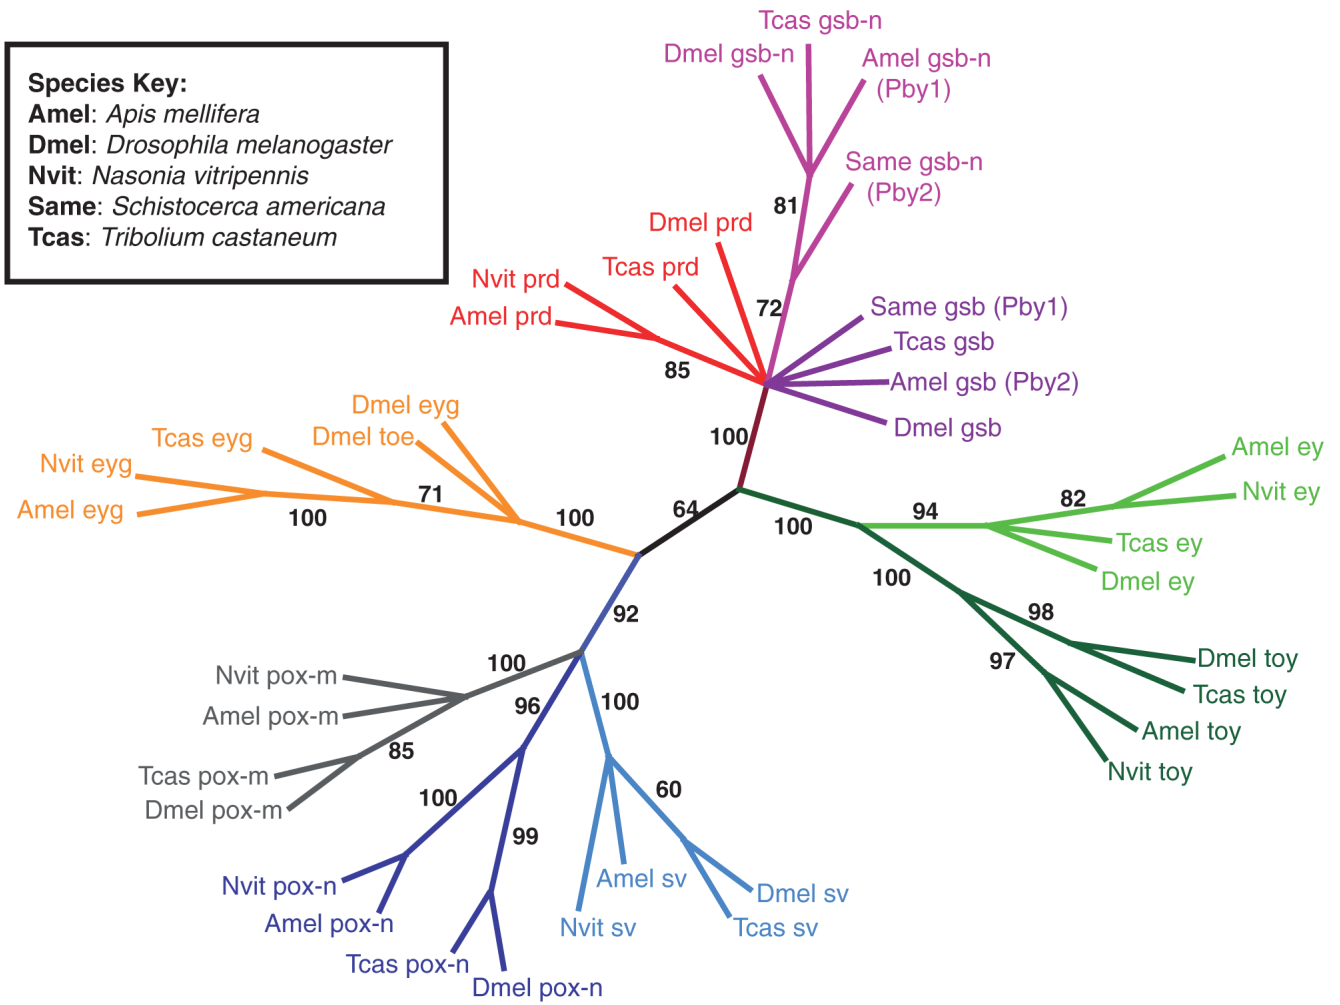 Species Key:
Amel: Apis mellifera
Dmel: Drosophila melanogaster
Nvit: Nasonia vitripennis
Same: Schistocerca americana
Tcas: Tribolium castaneum
Tcas gsb-n
Dmel gsb-n
Amel gsb-n
(Pby1)
Same gsb-n
(Pby2)
81
Dmel prd
Tcas prd
Nvit prd
Amel prd
72
85
Same gsb (Pby1)
Tcas gsb
Amel gsb (Pby2)
Dmel gsb
100
Dmel eyg
Dmel toe
Tcas eyg
Nvit eyg
Amel eyg
71
100
100
64
100
94
82
Amel ey
Nvit ey
Tcas ey
Dmel ey
100
98
97
Dmel toy
Tcas toy
Amel toy
Nvit toy
92
100
Nvit pox-m
Amel pox-m
85
Tcas pox-m
Dmel pox-m
96
100
100
99
60
Nvit pox-n
Amel pox-n
Tcas pox-n
Dmel pox-n
Amel sv
Nvit sv
Dmel sv
Tcas sv